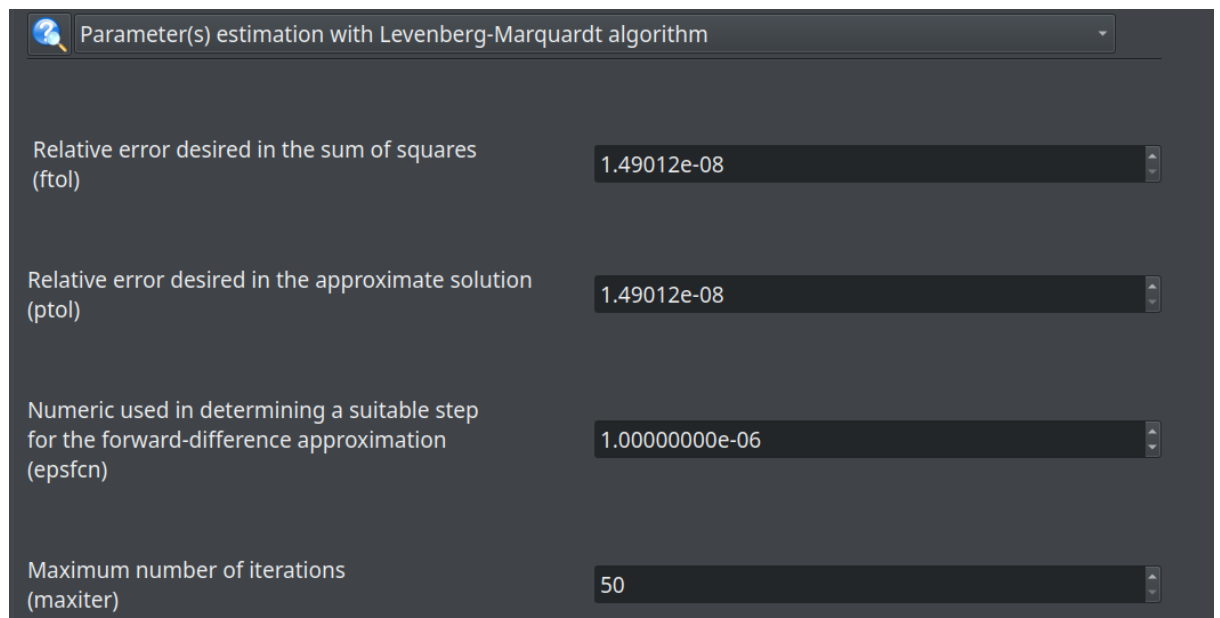 Parameter(s) estimation with Levenberg-Marquardt algorithm
Relative error desired in the sum of squares
(ftol)
1.49012e-08
Relative error desired in the approximate solution
(ptol)
1.49012e-08
Numeric used in determining a suitable step
for the forward-difference approximation
(epsfcn)
1.00000000e-06
Maximum number of iterations
(maxiter)
50